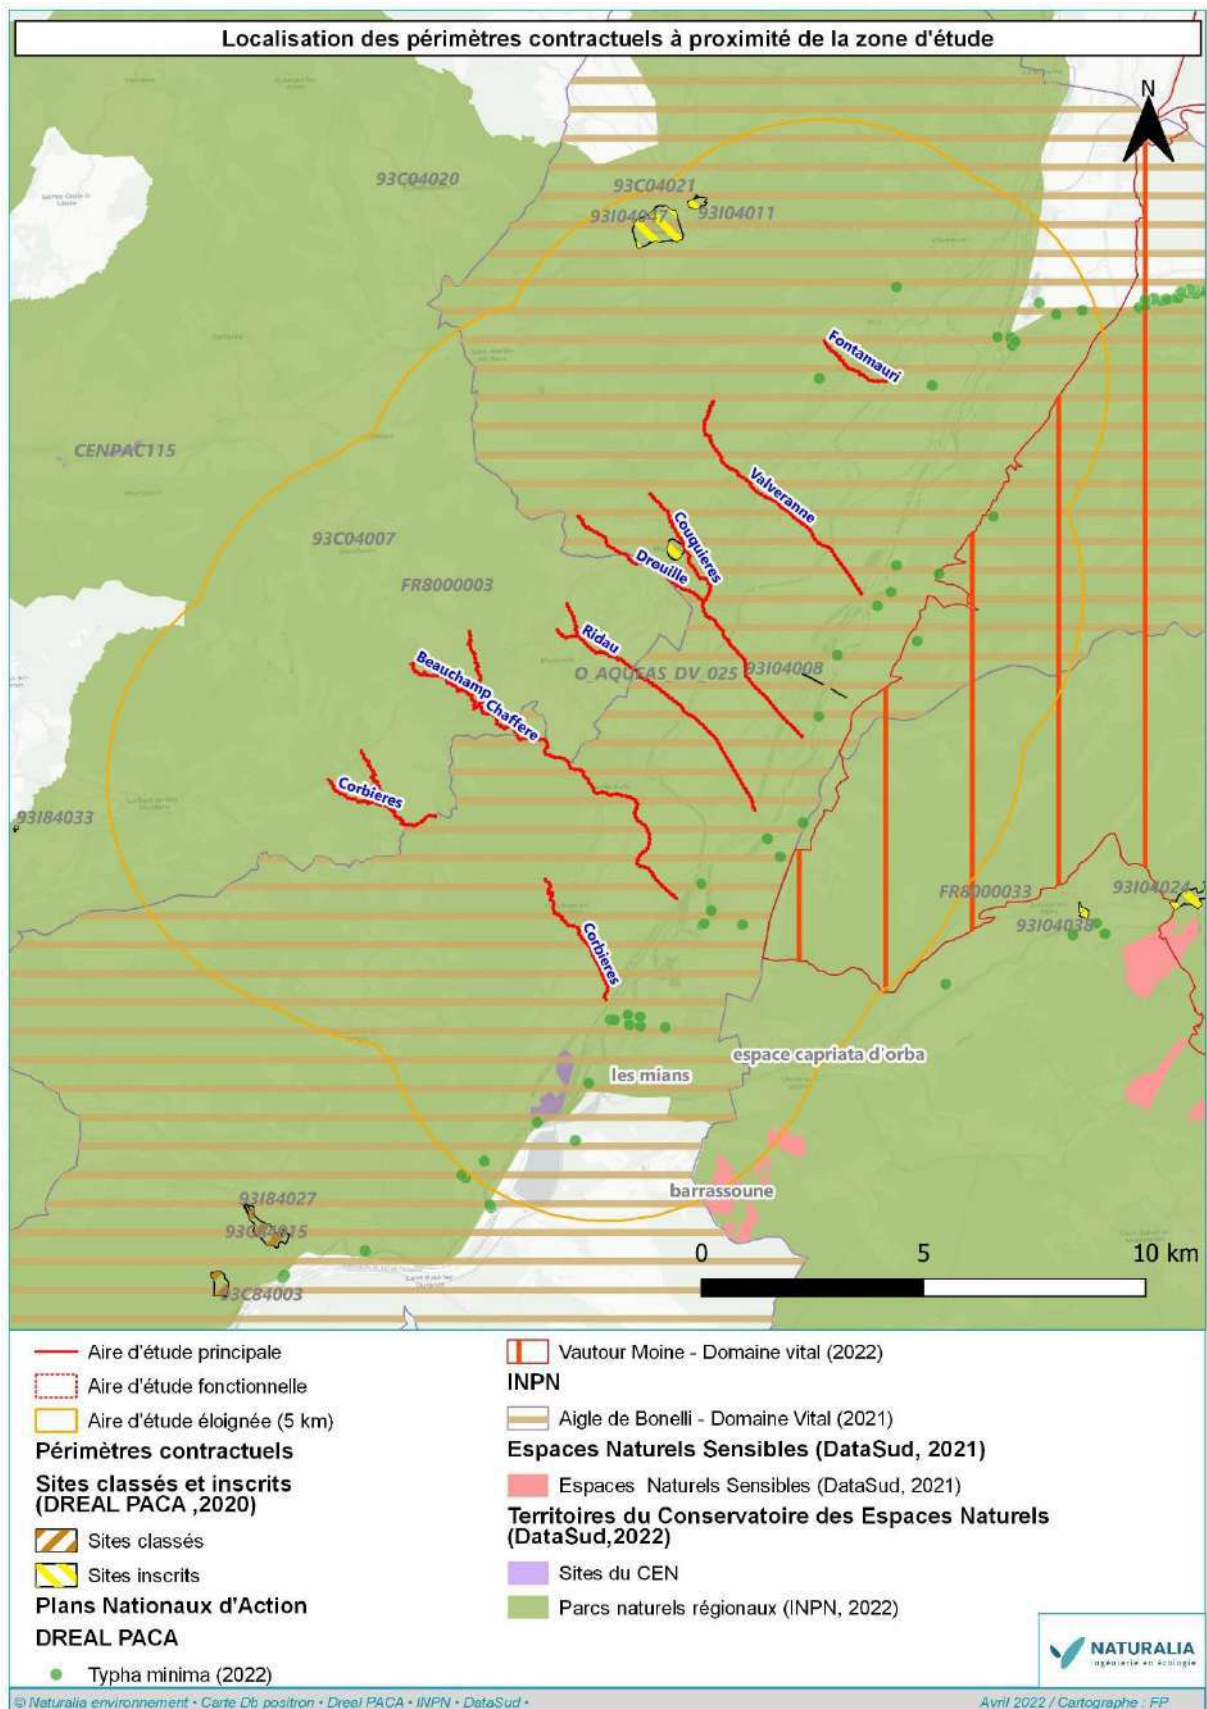 Localisation des périmètres contractuels à proximité de la zone d'étude
N
93C04020
93C04021
93I04047
93I04011
Fontamauri
CENPAC115
Valveranne
93C04007
Couquieres
FR8000003
Drouille
Ridau
O_AQUFAS_DV_025
93I04008
Beauchamp
Chaffere
Corbieres
93I84033
FR8000033
93I04024
93I04038
Corbieres
espace capriata d'orba
les mians
barrassoune
93I84027
93C84003
0
5
10 km
Aire d'étude principale
Aire d'étude fonctionnelle
Aire d'étude éloignée (5 km)
Périmètres contractuels
Sites classés et inscrits
(DREAL PACA ,2020)
Sites classés
Sites inscrits
Plans Nationaux d'Action
DREAL PACA
Typha minima (2022)
Vautour Moine - Domaine vital (2022)
INPN
Aigle de Bonelli - Domaine Vital (2021)
Espaces Naturels Sensibles (DataSud, 2021)
Espaces Naturels Sensibles (DataSud, 2021)
Territoires du Conservatoire des Espaces Naturels
(DataSud,2022)
Sites du CEN
Parcs naturels régionaux (INPN, 2022)
NATURALIA
Ingénierie en écologie
© Naturalia environnement • Carte Db positron • Dreal PACA • INPN • DataSud •
Avril 2022 / Cartographe : FP